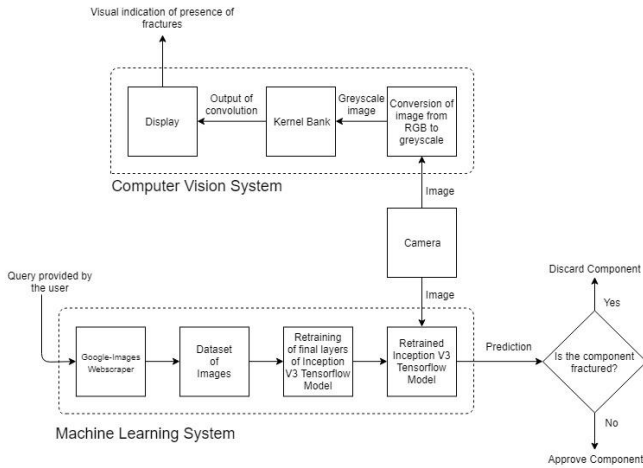 Visual indication of presence of
fractures
Display
Output of
convolution
Kernel Bank
Greyscale
image
Conversion of
image from
RGB to
greyscale
Computer Vision System
Image
Camera
Image
Query provided by
the user
Google-Images
Webscraper
Dataset
of
Images
Retraining
of final layers
of Inception
V3 Tensorflow
Model
Retrained
Inception V3
Tensorflow
Model
Prediction
Is the component
fractured?
Yes
Discard Component
No
Approve Component
Machine Learning System